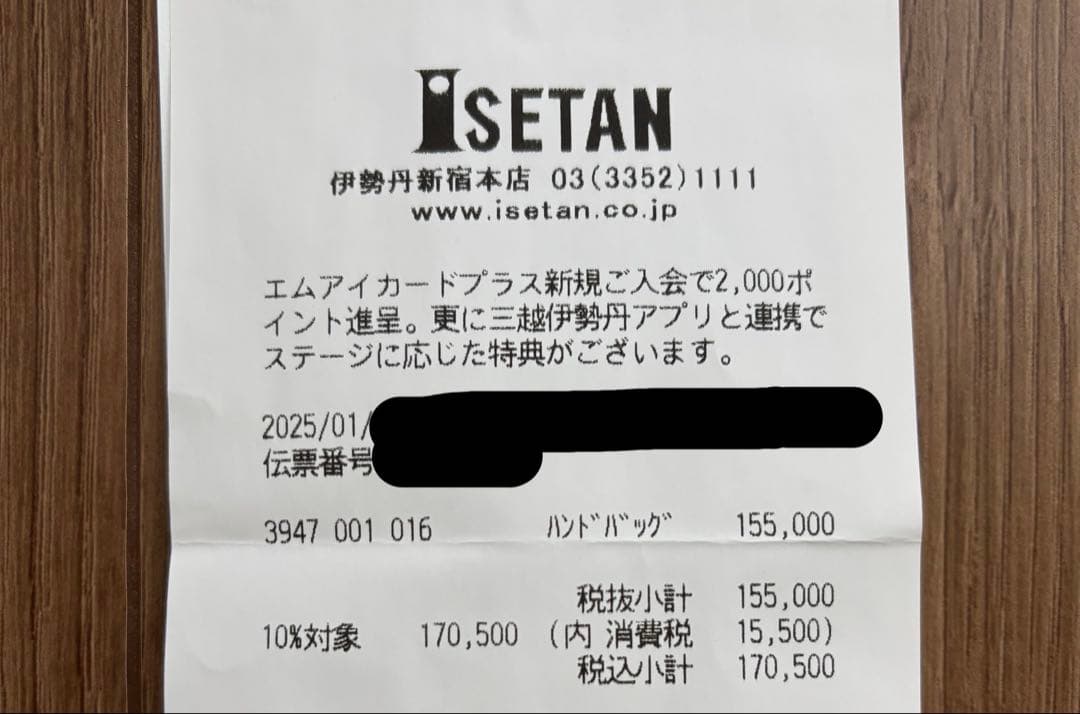 ISETAN
伊勢丹新宿本店 03(3352)1111
www.isetan.co.jp
エムアイカードプラス新規ご入会で2,000ポ
イント進呈。更に三越伊勢丹アプリと連携で
ステージに応じた特典がございます。
2025/01/
伝票番号
3947 001 016 ﾊﾝﾄﾞﾊﾞｯｸﾞ 155,000
税抜小計 155,000
10%対象 170,500 (内 消費税 15,500)
税込小計 170,500